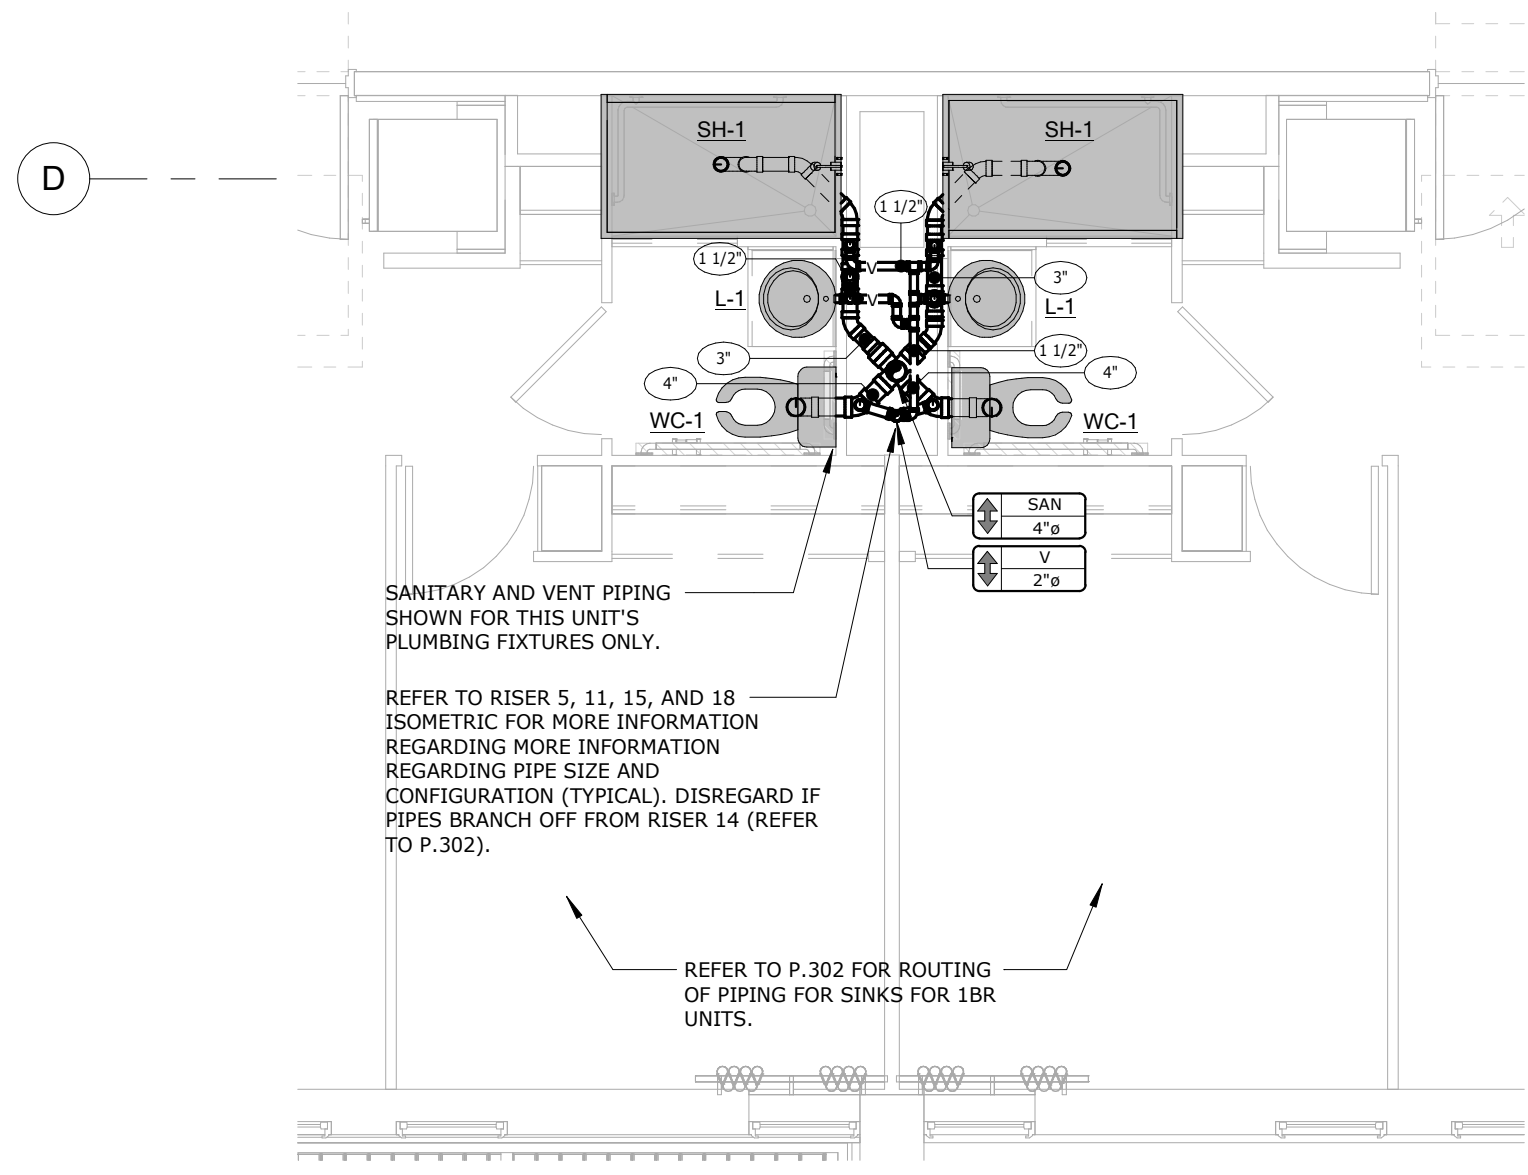 SH-1
SH-1
D
1 1/2"
1 1/2"
V
3"
L-1
V
L-1
3"
1 1/2"
4"
4"
WC-1
WC-1
SAN
4"ø
V
2"ø
SANITARY AND VENT PIPING
SHOWN FOR THIS UNIT'S
PLUMBING FIXTURES ONLY.
REFER TO RISER 5, 11, 15, AND 18
ISOMETRIC FOR MORE INFORMATION
REGARDING MORE INFORMATION
REGARDING PIPE SIZE AND
CONFIGURATION (TYPICAL). DISREGARD IF
PIPES BRANCH OFF FROM RISER 14 (REFER
TO P.302).
REFER TO P.302 FOR ROUTING
OF PIPING FOR SINKS FOR 1BR
UNITS.